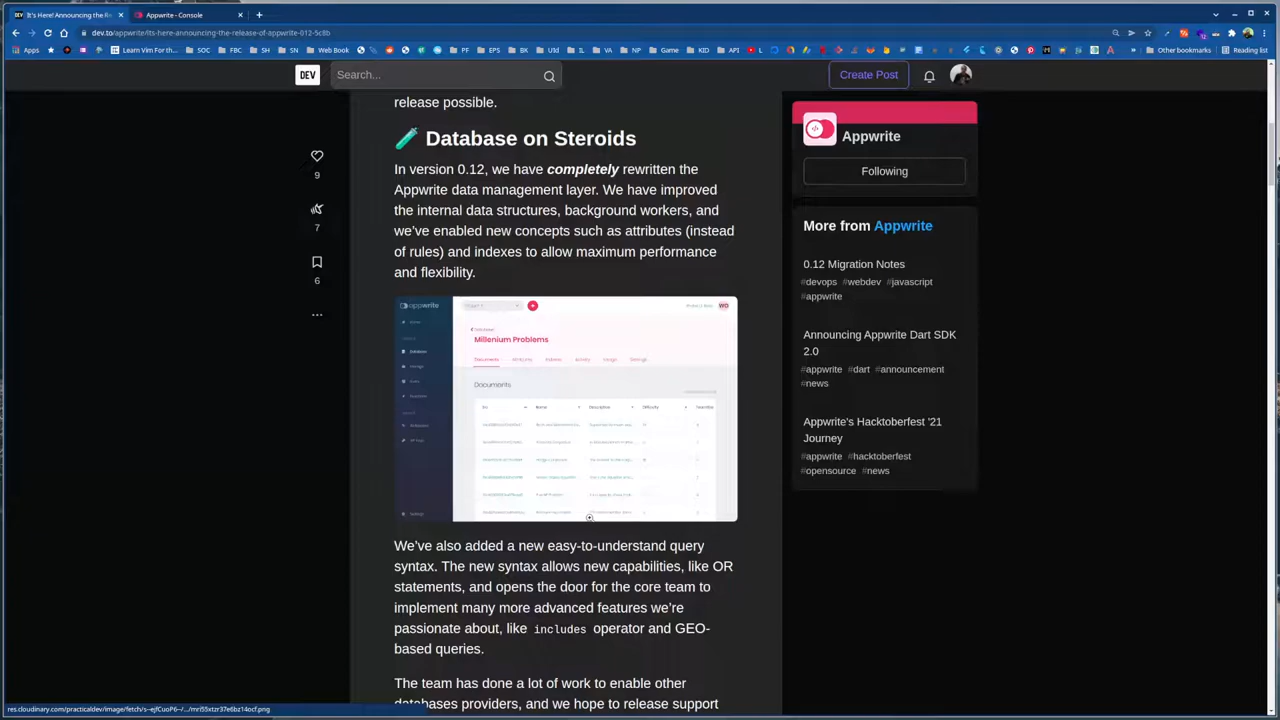 It's Here! Announcing the Re
Appwrite - Console
dev.to/appwrite/its-here-announcing-the-release-of-appwrite-012-5c8b
Apps
Learn Vim For th...
SOC
FBC
SH
SN
Web Book
PF
EPS
BK
U1d
IL
VA
NP
Game
KID
API
Other bookmarks
Reading list
DEV
Search...
Create Post
release possible.
Database on Steroids
In version 0.12, we have completely rewritten the
Appwrite data management layer. We have improved
the internal data structures, background workers, and
we've enabled new concepts such as attributes (instead
of rules) and indexes to allow maximum performance
and flexibility.
9
7
6
appwrite
Millenium Problems
Documents
Settings
Documents
Name
Description
Difficulty
We've also added a new easy-to-understand query
syntax. The new syntax allows new capabilities, like OR
statements, and opens the door for the core team to
implement many more advanced features we're
passionate about, like includes operator and GEO-
based queries.
The team has done a lot of work to enable other
databases providers, and we hope to release support
Appwrite
Following
More from Appwrite
0.12 Migration Notes
#devops #webdev #javascript
#appwrite
Announcing Appwrite Dart SDK
2.0
#appwrite #dart #announcement
#news
Appwrite's Hacktoberfest '21
Journey
#appwrite #hacktoberfest
#opensource #news